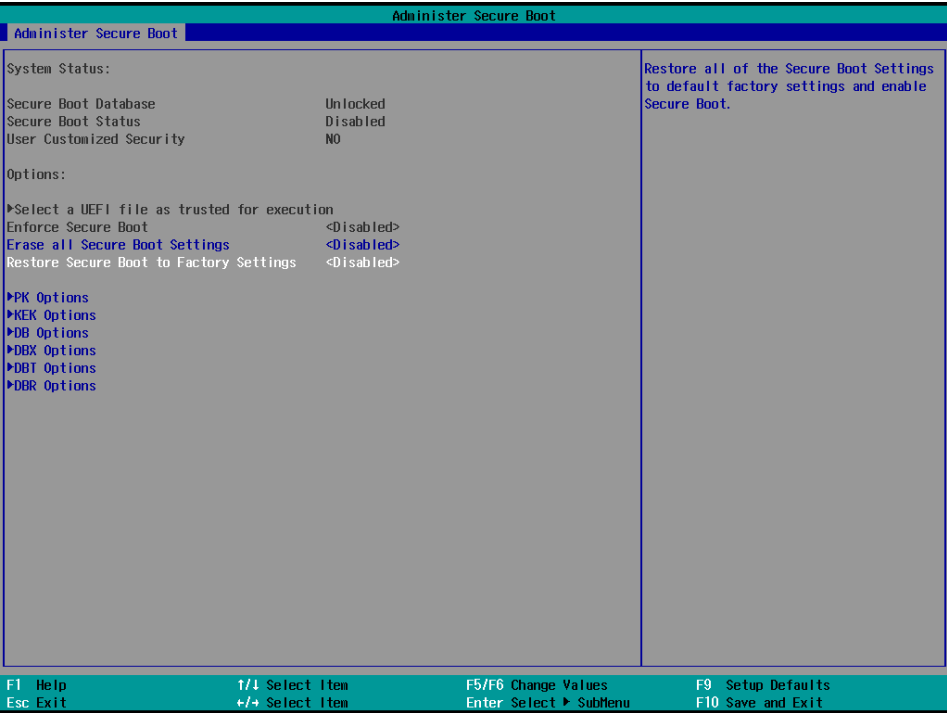 Administer Secure Boot
Administer Secure Boot
System Status:
Secure Boot Database Unlocked
Secure Boot Status Disabled
User Customized Security NO
Options:
▶Select a UEFI file as trusted for execution
Enforce Secure Boot <Disabled>
Erase all Secure Boot Settings <Disabled>
Restore Secure Boot to Factory Settings <Disabled>
▶PK Options
▶KEK Options
▶DB Options
▶DBX Options
▶DBT Options
▶DBR Options
Restore all of the Secure Boot Settings
to default factory settings and enable
Secure Boot.
F1 Help ↑/↓ Select Item F5/F6 Change Values F9 Setup Defaults
Esc Exit ←/→ Select Item Enter Select ▶ SubMenu F10 Save and Exit